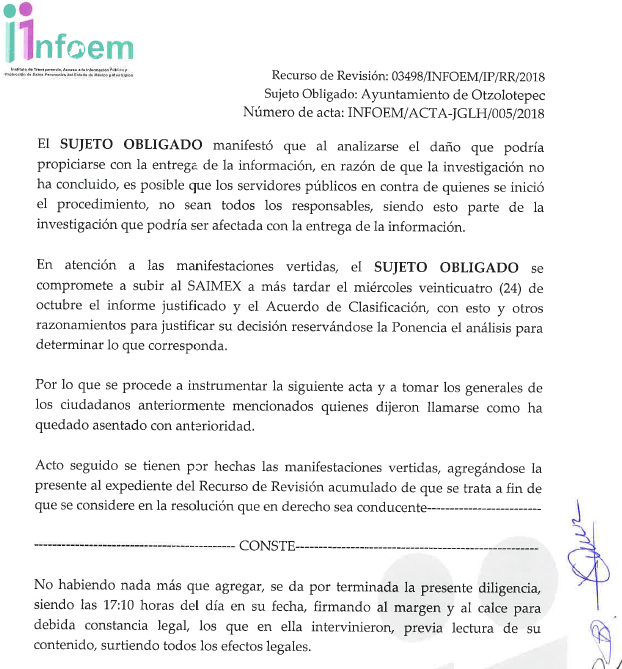 infoem
Instituto de Transparencia, Acceso a la Información Pública y
Protección de Datos Personales del Estado de México y Municipios
Recurso de Revisión: 03498/INFOEM/IP/RR/2018
Sujeto Obligado: Ayuntamiento de Otzolotepec
Número de acta: INFOEM/ACTA-JGLH/005/2018
El SUJETO OBLIGADO manifestó que al analizarse el daño que podría
propiciarse con la entrega de la información, en razón de que la investigación no
ha concluido, es posible que los servidores públicos en contra de quienes se inició
el procedimiento, no sean todos los responsables, siendo esto parte de la
investigación que podría ser afectada con la entrega de la información.
En atención a las manifestaciones vertidas, el SUJETO OBLIGADO se
compromete a subir al SAIMEX a más tardar el miércoles veinticuatro (24) de
octubre el informe justificado y el Acuerdo de Clasificación, con esto y otros
razonamientos para justificar su decisión reservándose la Ponencia el análisis para
determinar lo que corresponda.
Por lo que se procede a instrumentar la siguiente acta y a tomar los generales de
los ciudadanos anteriormente mencionados quienes dijeron llamarse como ha
quedado asentado con anterioridad.
Acto seguido se tienen por hechas las manifestaciones vertidas, agregándose la
presente al expediente del Recurso de Revisión acumulado de que se trata a fin de
que se considere en la resolución que en derecho sea conducente-----------------------
----------------------------------------- CONSTE-------------------------------------------------
No habiendo nada más que agregar, se da por terminada la presente diligencia,
siendo las 17:10 horas del día en su fecha, firmando al margen y al calce para
debida constancia legal, los que en ella intervinieron, previa lectura de su
contenido, surtiendo todos los efectos legales.